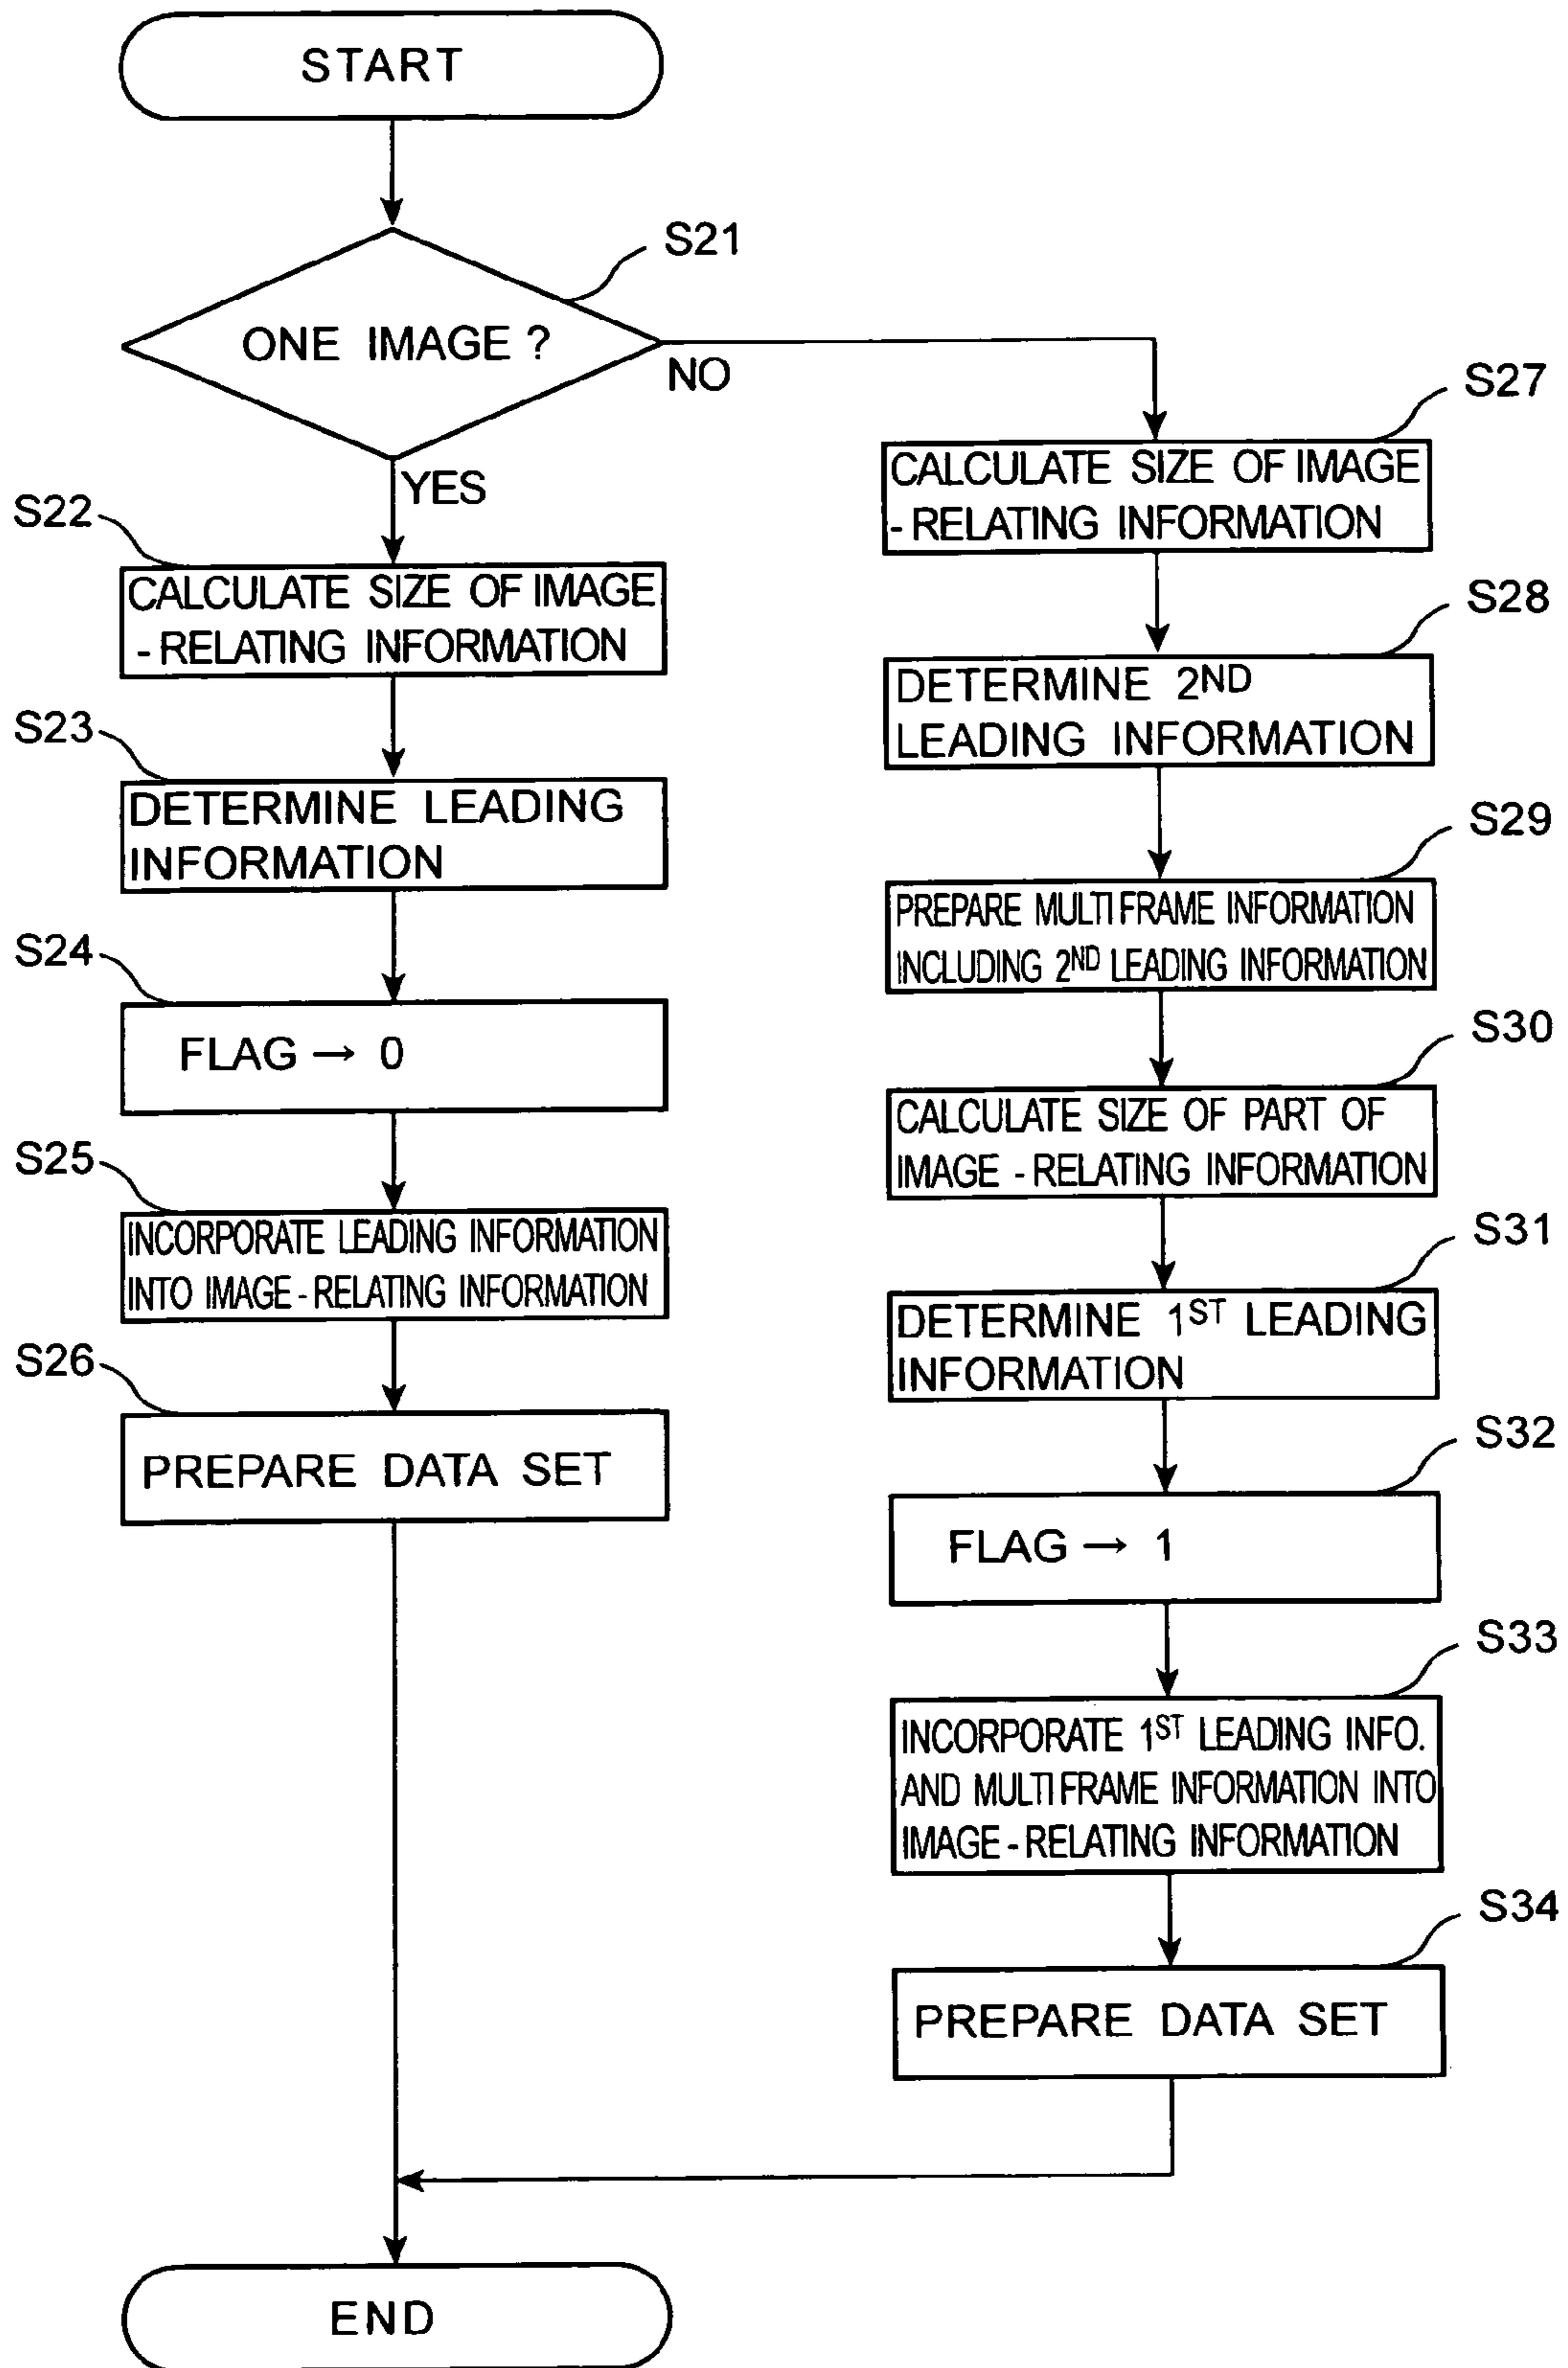 START
S21
ONE IMAGE ?
NO
YES
S22
CALCULATE SIZE OF IMAGE
- RELATING INFORMATION
S23
DETERMINE LEADING
INFORMATION
S24
FLAG → 0
S25
INCORPORATE LEADING INFORMATION
INTO IMAGE - RELATING INFORMATION
S26
PREPARE DATA SET
S27
CALCULATE SIZE OF IMAGE
- RELATING INFORMATION
S28
DETERMINE 2ND
LEADING INFORMATION
S29
PREPARE MULTI FRAME INFORMATION
INCLUDING 2ND LEADING INFORMATION
S30
CALCULATE SIZE OF PART OF
IMAGE - RELATING INFORMATION
S31
DETERMINE 1ST LEADING
INFORMATION
S32
FLAG → 1
S33
INCORPORATE 1ST LEADING INFO.
AND MULTI FRAME INFORMATION INTO
IMAGE - RELATING INFORMATION
S34
PREPARE DATA SET
END